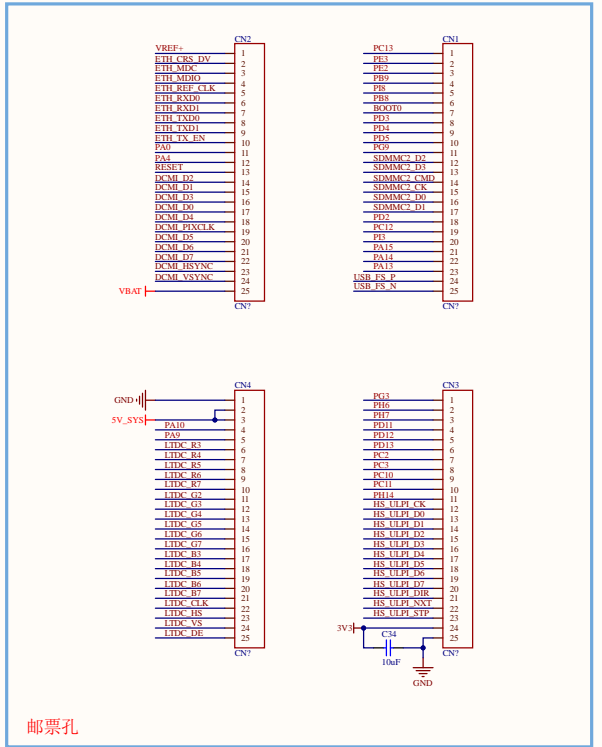 CN2
VREF+ 1
ETH_CRS_DV 2
ETH_MDC 3
ETH_MDIO 4
ETH_REF_CLK 5
ETH_RXD0 6
ETH_RXD1 7
ETH_TXD0 8
ETH_TXD1 9
ETH_TX_EN 10
PA0 11
PA4 12
RESET 13
DCMI_D2 14
DCMI_D1 15
DCMI_D3 16
DCMI_D0 17
DCMI_D4 18
DCMI_PIXCLK 19
DCMI_D5 20
DCMI_D6 21
DCMI_D7 22
DCMI_HSYNC 23
DCMI_VSYNC 24
VBAT 25
CN?
CN1
PC13 1
PE3 2
PE2 3
PB9 4
PI8 5
PB8 6
BOOT0 7
PD3 8
PD4 9
PD5 10
PG9 11
SDMMC2_D2 12
SDMMC2_D3 13
SDMMC2_CMD 14
SDMMC2_CK 15
SDMMC2_D0 16
SDMMC2_D1 17
PD2 18
PC12 19
PI3 20
PA15 21
PA14 22
PA13 23
USB_FS_P 24
USB_FS_N 25
CN?
CN4
GND 1
2
5V_SYS 3
PA10 4
PA9 5
LTDC_R3 6
LTDC_R4 7
LTDC_R5 8
LTDC_R6 9
LTDC_R7 10
LTDC_G2 11
LTDC_G3 12
LTDC_G4 13
LTDC_G5 14
LTDC_G6 15
LTDC_G7 16
LTDC_B3 17
LTDC_B4 18
LTDC_B5 19
LTDC_B6 20
LTDC_B7 21
LTDC_CLK 22
LTDC_HS 23
LTDC_VS 24
LTDC_DE 25
CN?
CN3
PG3 1
PH6 2
PH7 3
PD11 4
PD12 5
PD13 6
PC2 7
PC3 8
PC10 9
PC11 10
PH14 11
HS_ULPI_CK 12
HS_ULPI_D0 13
HS_ULPI_D1 14
HS_ULPI_D2 15
HS_ULPI_D3 16
HS_ULPI_D4 17
HS_ULPI_D5 18
HS_ULPI_D6 19
HS_ULPI_D7 20
HS_ULPI_DIR 21
HS_ULPI_NXT 22
HS_ULPI_STP 23
3V3 24
C34 25
CN?
10uF
GND
邮票孔